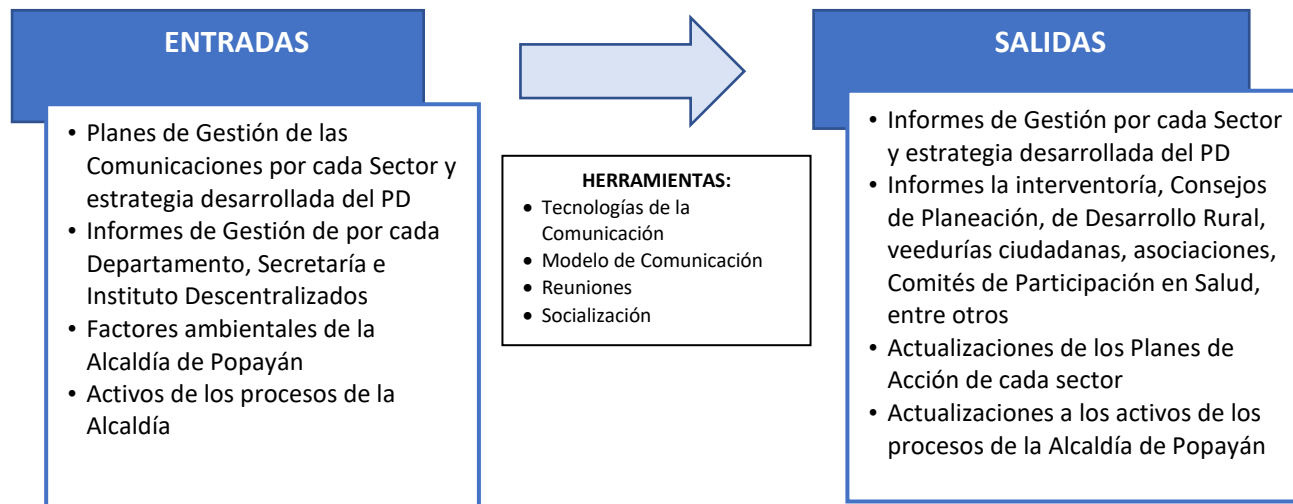 ENTRADAS
• Planes de Gestión de las
Comunicaciones por cada Sector y
estrategia desarrollada del PD
• Informes de Gestión de por cada
Departamento, Secretaría e
Instituto Descentralizados
• Factores ambientales de la
Alcaldía de Popayán
• Activos de los procesos de la
Alcaldía
HERRAMIENTAS:
• Tecnologías de la
Comunicación
• Modelo de Comunicación
• Reuniones
• Socialización
SALIDAS
• Informes de Gestión por cada Sector
y estrategia desarrollada del PD
• Informes la interventoría, Consejos
de Planeación, de Desarrollo Rural,
veedurías ciudadanas, asociaciones,
Comités de Participación en Salud,
entre otros
• Actualizaciones de los Planes de
Acción de cada sector
• Actualizaciones a los activos de los
procesos de la Alcaldía de Popayán